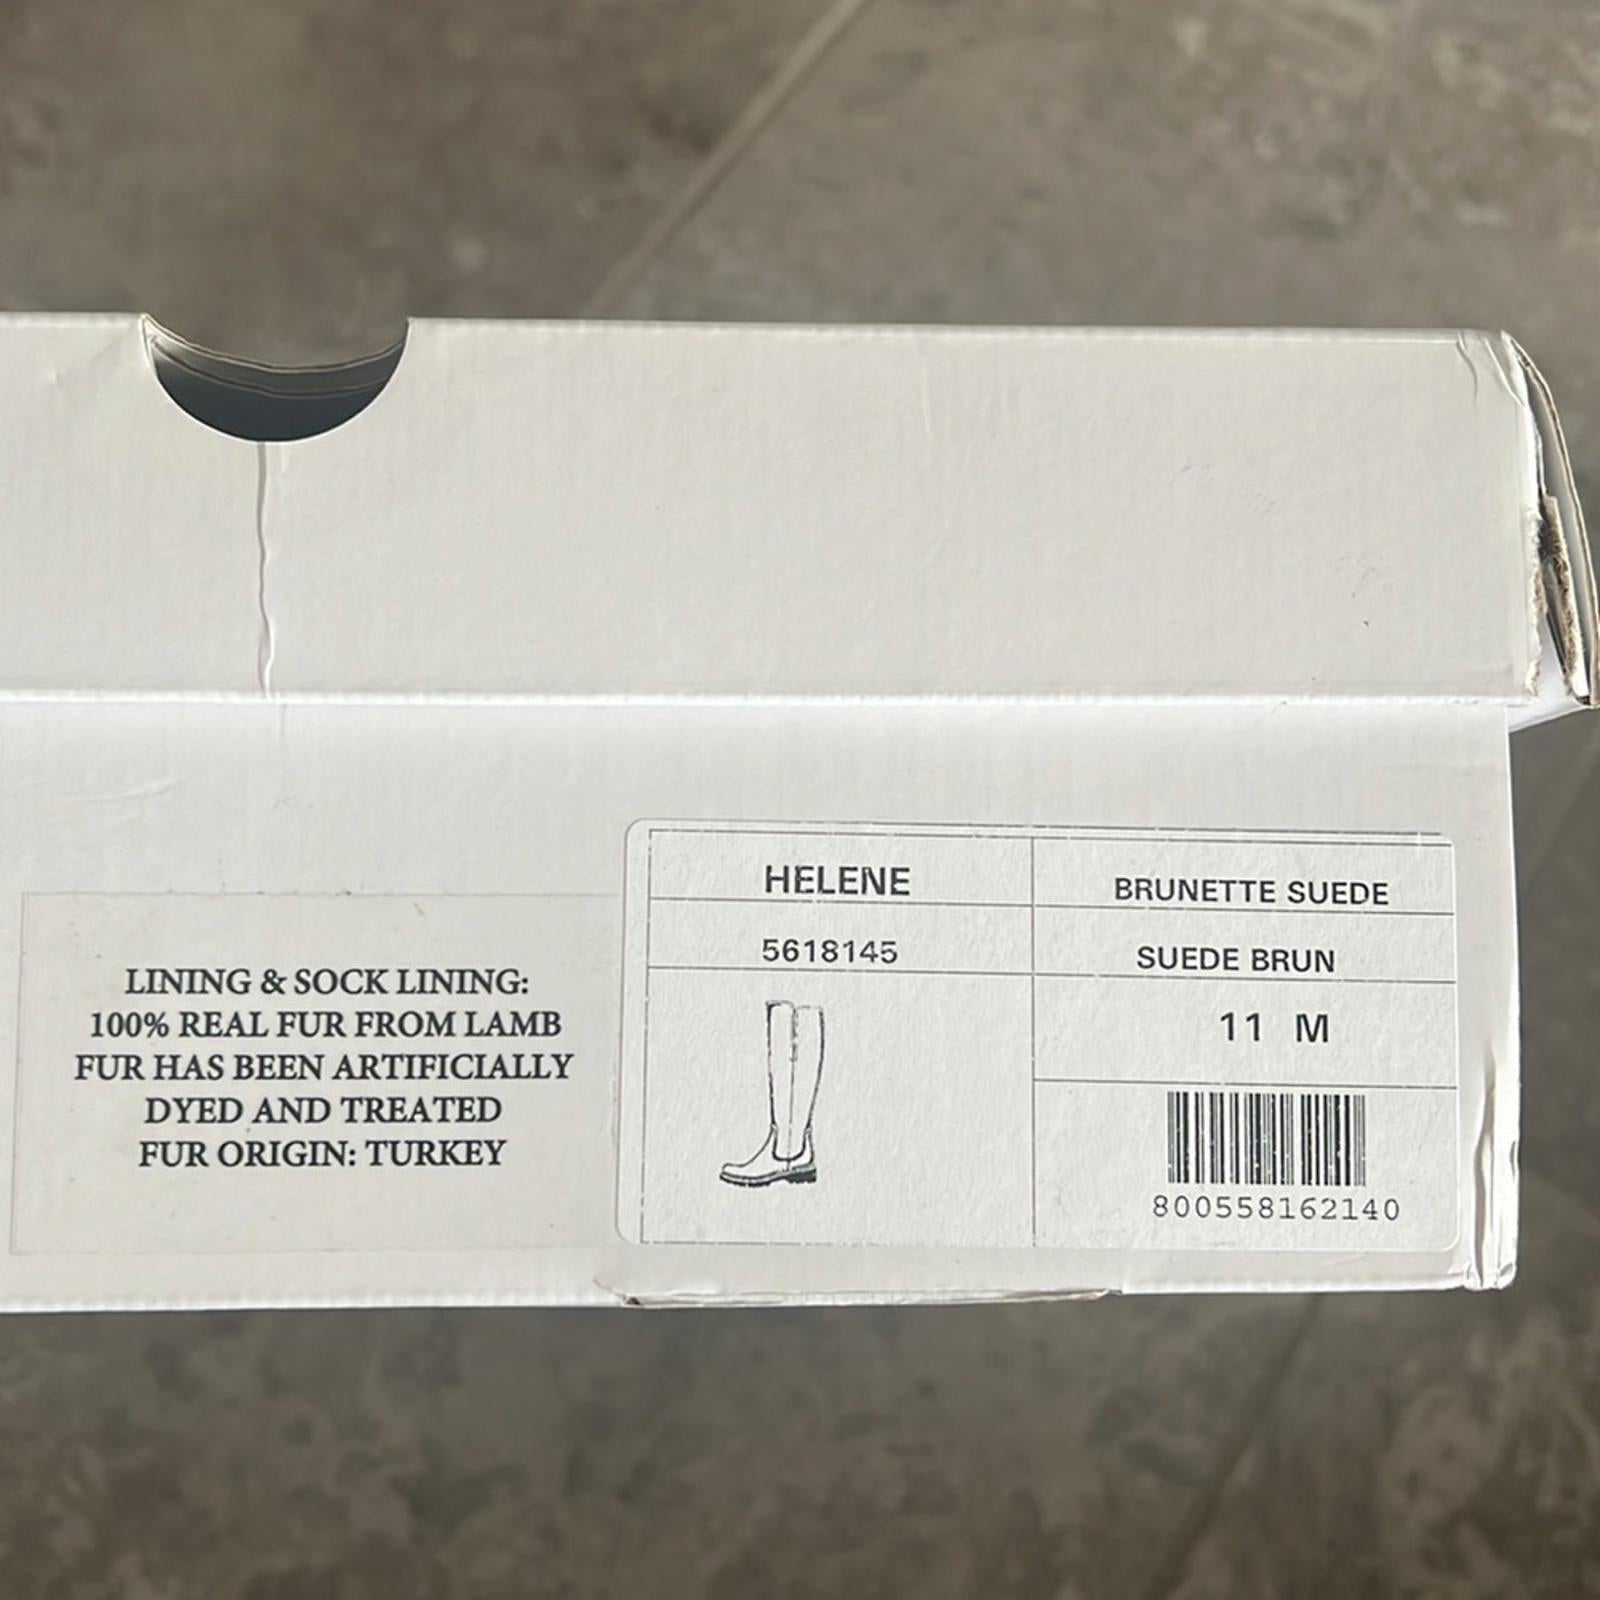 LINING & SOCK LINING:
100% REAL FUR FROM LAMB
FUR HAS BEEN ARTIFICIALLY
DYED AND TREATED
FUR ORIGIN: TURKEY
HELENE
5618145
BRUNETTE SUEDE
SUEDE BRUN
11 M
800558162140